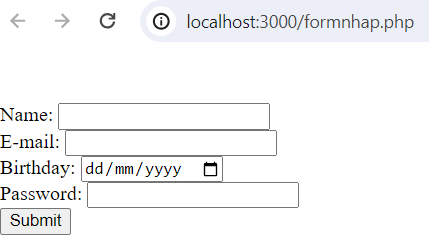 localhost:3000/formnhap.php
Name:
E-mail:
Birthday: dd/mm/yyyy
Password:
Submit